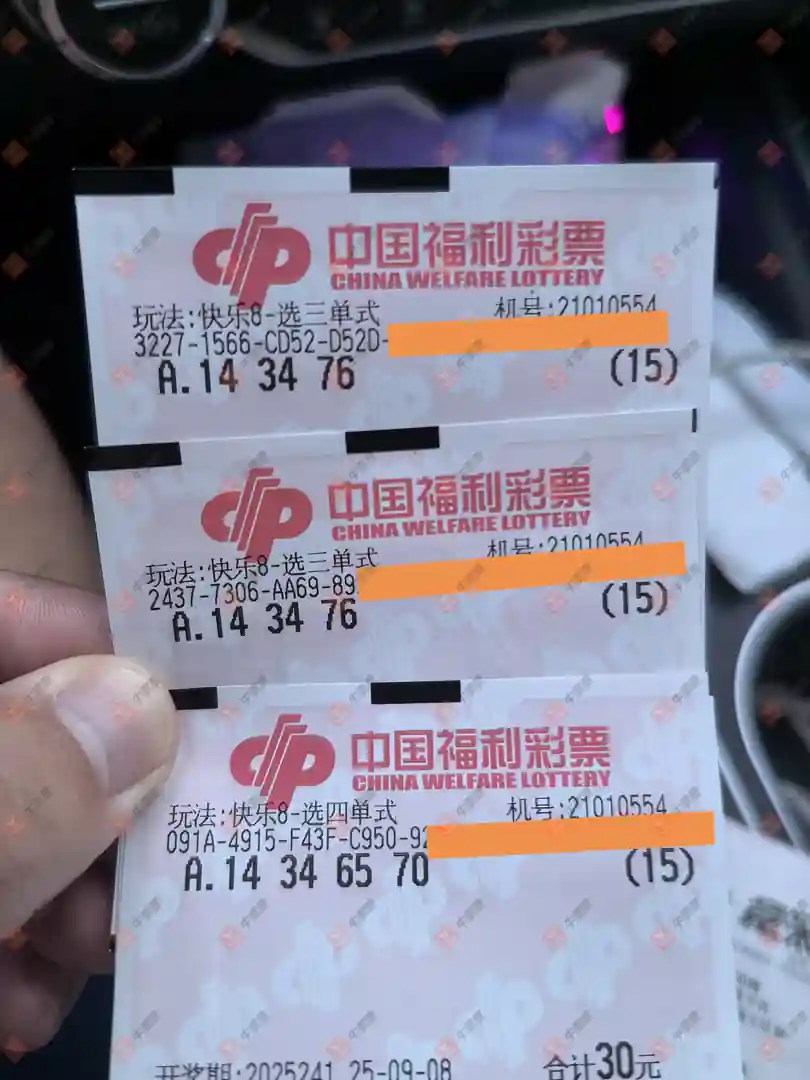 中国福利彩票
CHINA WELFARE LOTTERY
玩法:快乐8-选三单式 机号:21010554
3227-1566-CD52-D52D-
A.14 34 76 (15)
中国福利彩票
CHINA WELFARE LOTTERY
玩法:快乐8-选三单式 机号:21010554
2437-7306-AA69-89
A.14 34 76 (15)
中国福利彩票
CHINA WELFARE LOTTERY
玩法:快乐8-选四单式 机号:21010554
091A-4915-F43F-C950-92
A.14 34 65 70 (15)
开奖期:2025241 25-09-08 合计30元